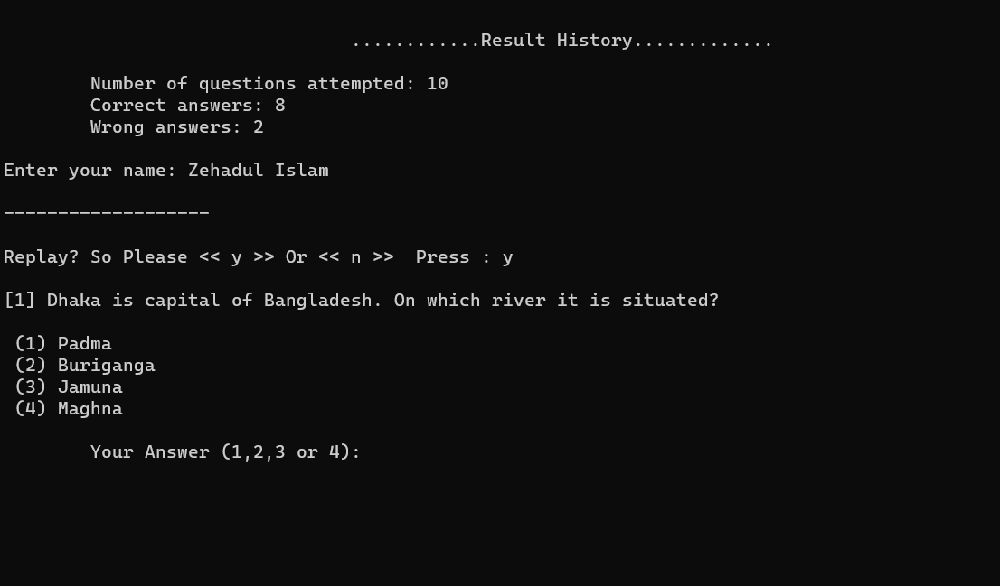 ............Result History.............
Number of questions attempted: 10
Correct answers: 8
Wrong answers: 2
Enter your name: Zehadul Islam
-------------------
Replay? So Please << y >> Or << n >>  Press : y
[1] Dhaka is capital of Bangladesh. On which river it is situated?
(1) Padma
(2) Buriganga
(3) Jamuna
(4) Maghna
Your Answer (1,2,3 or 4):